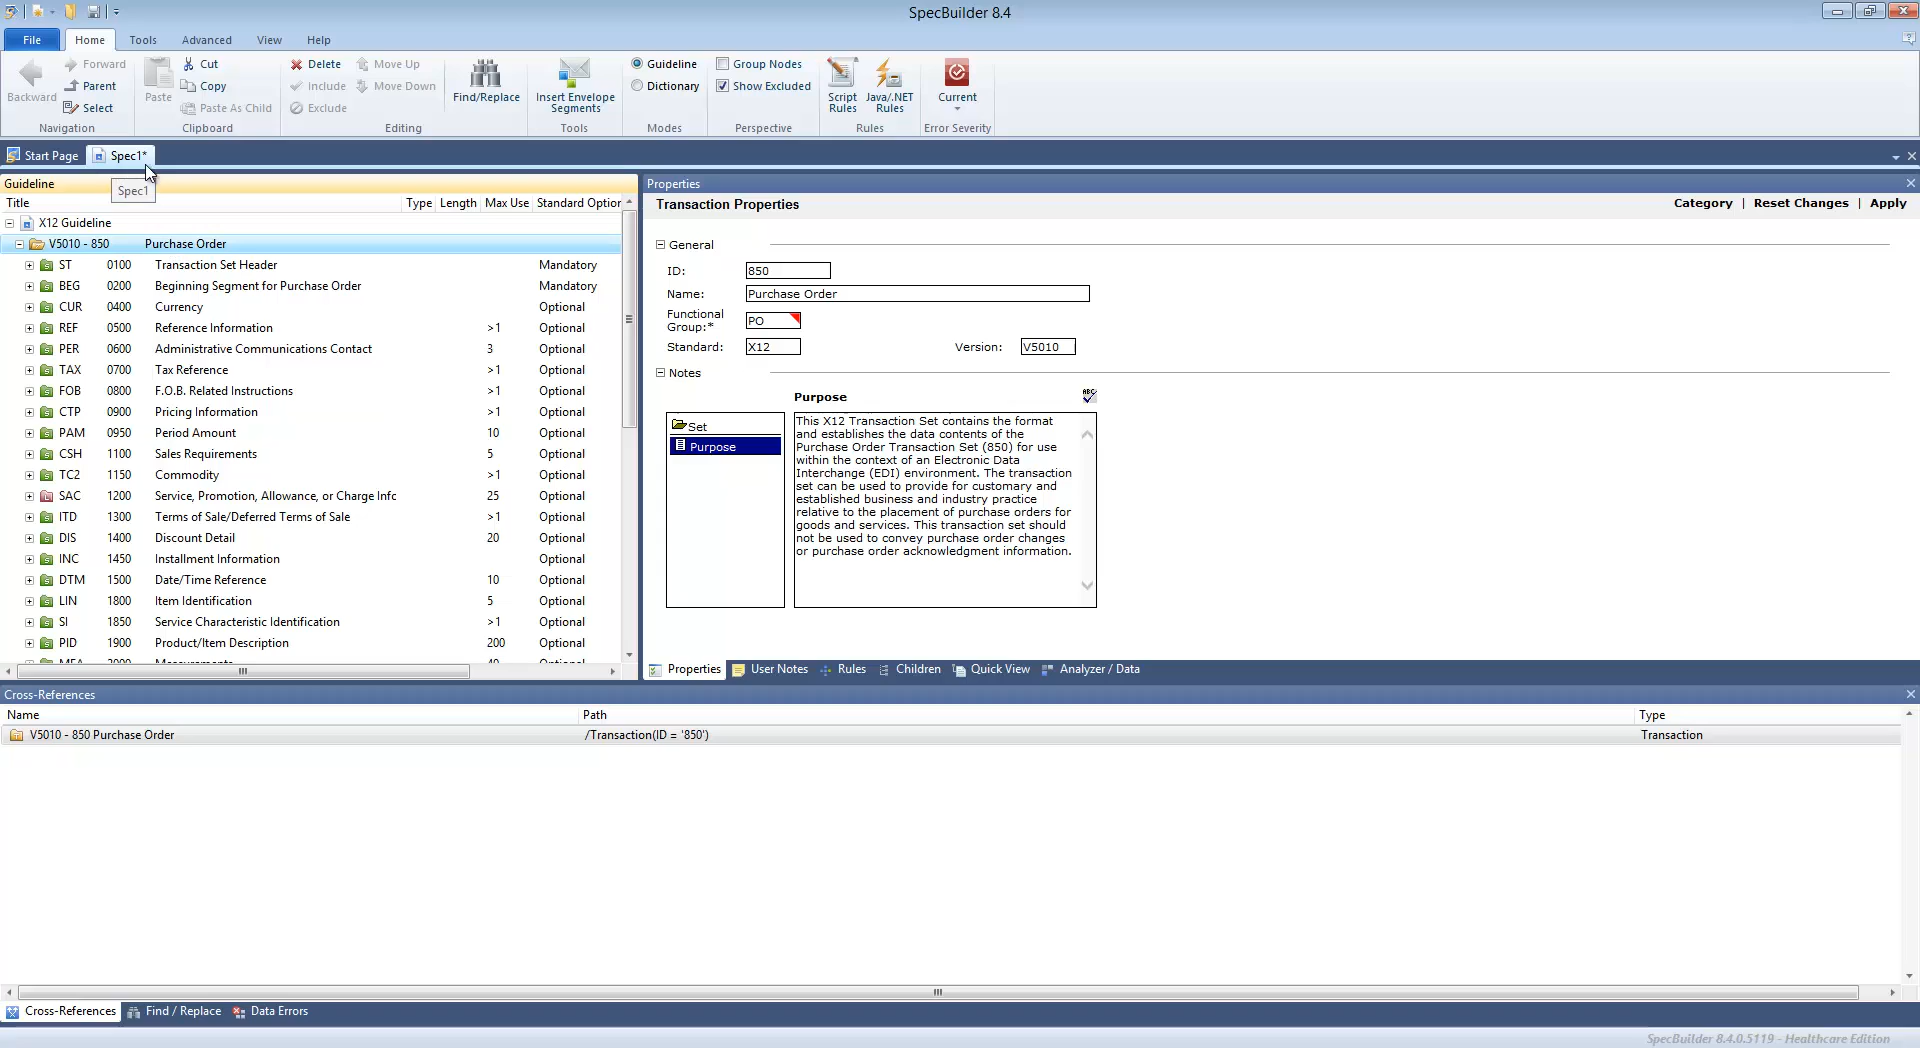 SpecBuilder 8.4
File Home Tools Advanced View Help
Backward
Forward
Parent
Select
Navigation
Paste
Cut
Copy
Paste As Child
Clipboard
Delete
Include
Exclude
Move Up
Move Down
Editing
Find/Replace
Insert Envelope
Segments
Tools
Guideline
Dictionary
Modes
Group Nodes
Show Excluded
Perspective
Script
Rules
Java/.NET
Rules
Rules
Current
Error Severity
Start Page Spec1*
Spec1
Guideline
Title Type Length Max Use Standard Option
X12 Guideline
V5010 - 850 Purchase Order
ST 0100 Transaction Set Header Mandatory
BEG 0200 Beginning Segment for Purchase Order Mandatory
CUR 0400 Currency Optional
REF 0500 Reference Information >1 Optional
PER 0600 Administrative Communications Contact 3 Optional
TAX 0700 Tax Reference >1 Optional
FOB 0800 F.O.B. Related Instructions >1 Optional
CTP 0900 Pricing Information >1 Optional
PAM 0950 Period Amount 10 Optional
CSH 1100 Sales Requirements 5 Optional
TC2 1150 Commodity >1 Optional
SAC 1200 Service, Promotion, Allowance, or Charge Info 25 Optional
ITD 1300 Terms of Sale/Deferred Terms of Sale >1 Optional
DIS 1400 Discount Detail 20 Optional
INC 1450 Installment Information Optional
DTM 1500 Date/Time Reference 10 Optional
LIN 1800 Item Identification 5 Optional
SI 1850 Service Characteristic Identification >1 Optional
PID 1900 Product/Item Description 200 Optional
Properties
Transaction Properties Category | Reset Changes | Apply
General
ID: 850
Name: Purchase Order
Functional
Group:* PO
Standard: X12 Version: V5010
Notes
Purpose
ABC
Set
Purpose
This X12 Transaction Set contains the format
and establishes the data contents of the
Purchase Order Transaction Set (850) for use
within the context of an Electronic Data
Interchange (EDI) environment. The transaction
set can be used to provide for customary and
established business and industry practice
relative to the placement of purchase orders for
goods and services. This transaction set should
not be used to convey purchase order changes
or purchase order acknowledgment information.
Properties User Notes Rules Children Quick View Analyzer / Data
Cross-References
Name Path Type
V5010 - 850 Purchase Order /Transaction(ID = '850') Transaction
Cross-References Find / Replace Data Errors
SpecBuilder 8.4.0.5119 - Healthcare Edition